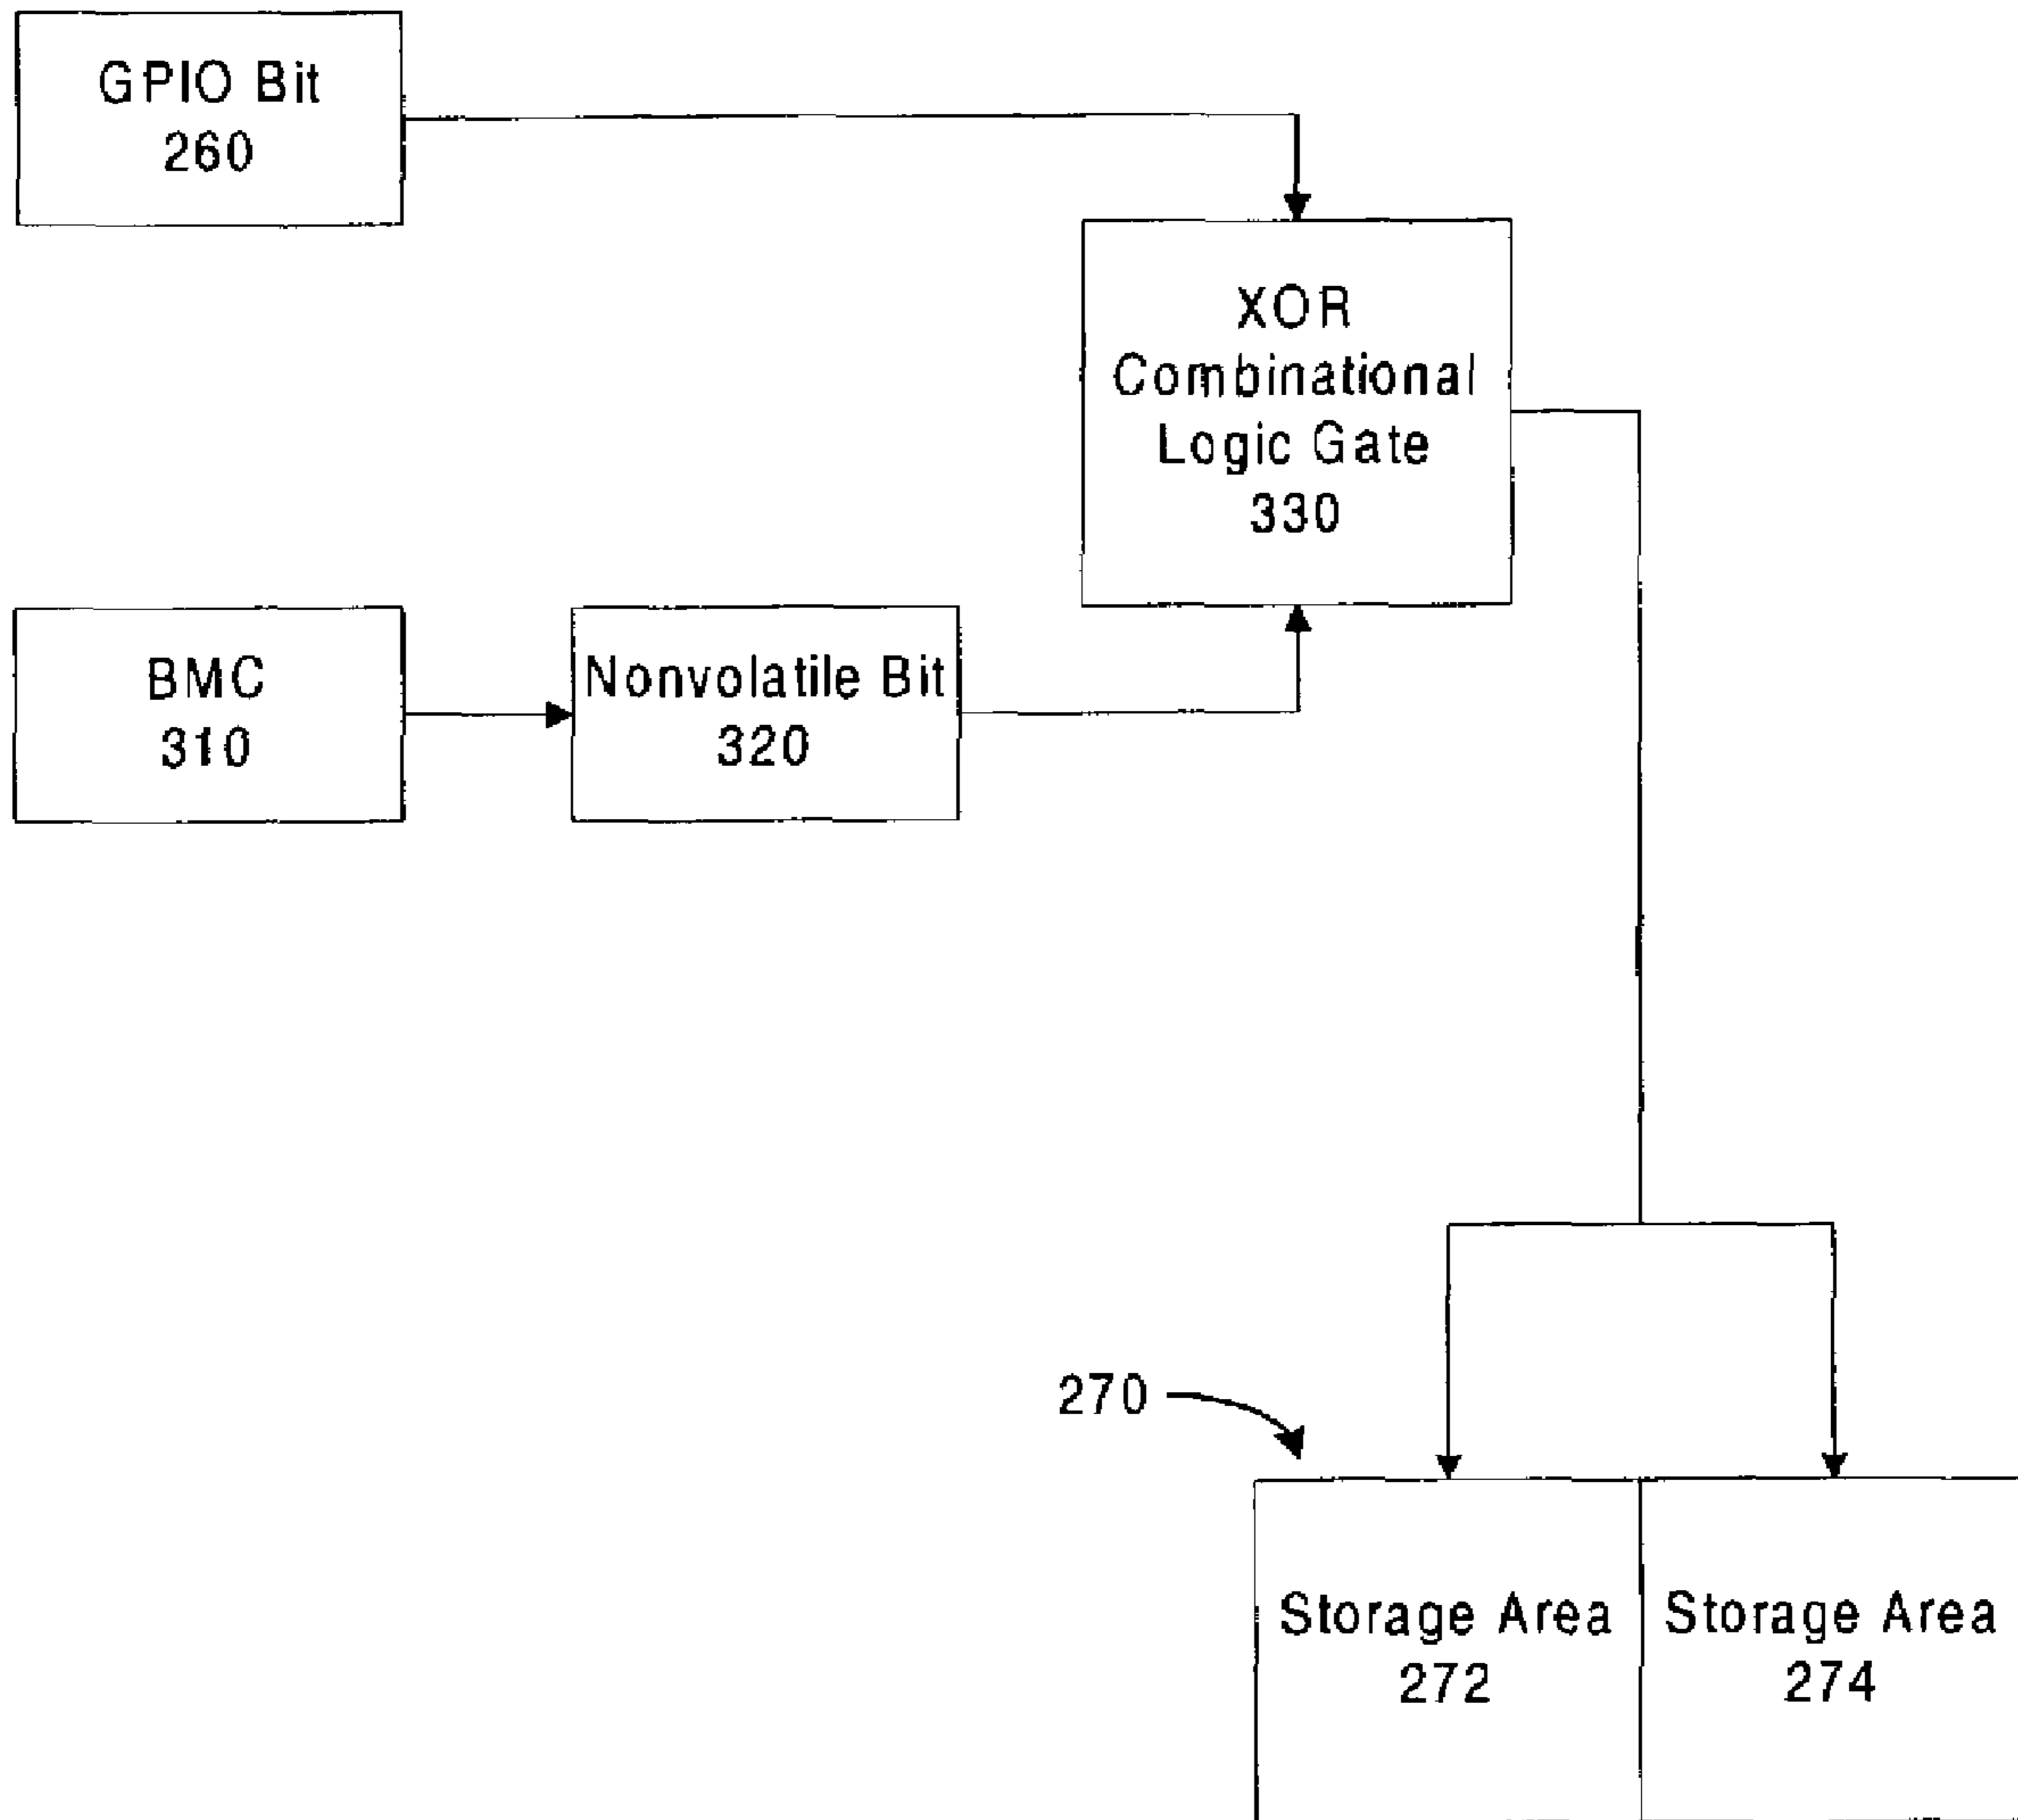 GPIO Bit
260
XOR
Combinational
Logic Gate
330
BMC
310
Nonvolatile Bit
320
270
Storage Area
272
Storage Area
274